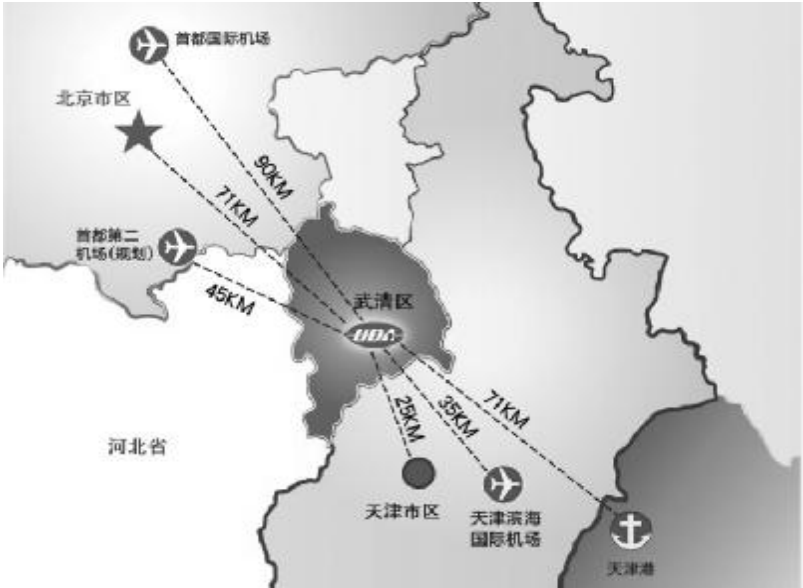 首都国际机场
北京市区
90KM
71KM
首都第二
机场(规划)
45KM
武清区
UDA
71KM
35KM
25KM
河北省
天津市区
天津滨海
国际机场
天津港